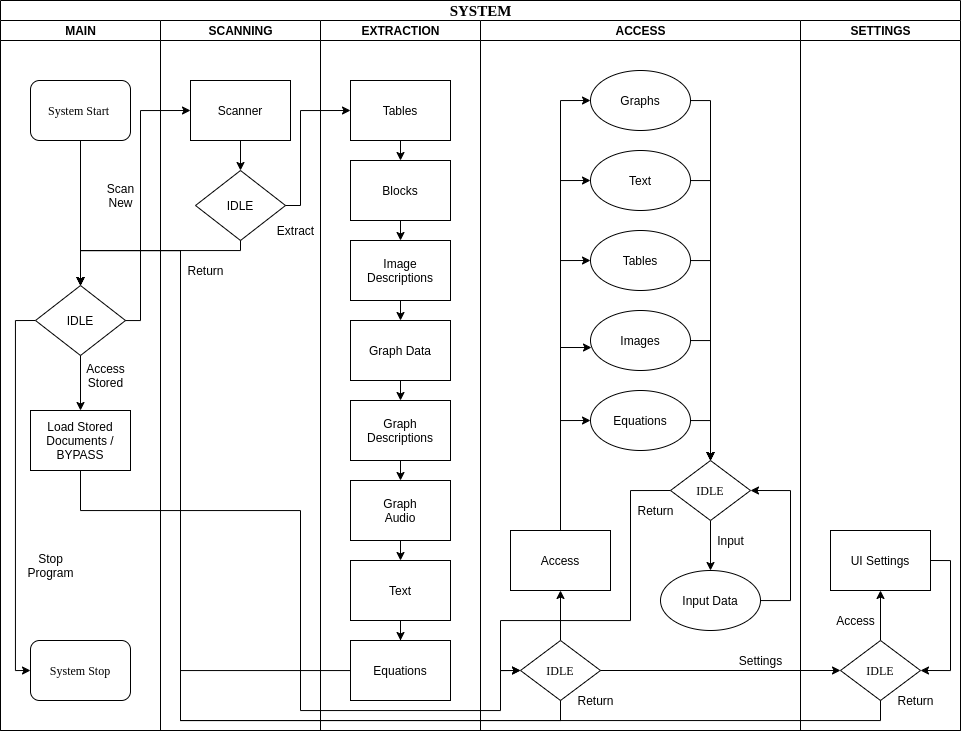 SYSTEM
MAIN
SCANNING
EXTRACTION
ACCESS
SETTINGS
System Start
Scan
New
IDLE
Access
Stored
Load Stored
Documents /
BYPASS
Stop
Program
System Stop
Scanner
IDLE
Extract
Return
Tables
Blocks
Image
Descriptions
Graph Data
Graph
Descriptions
Graph
Audio
Text
Equations
Graphs
Text
Tables
Images
Equations
IDLE
Return
Input
Input Data
Access
IDLE
Settings
Return
UI Settings
Access
IDLE
Return